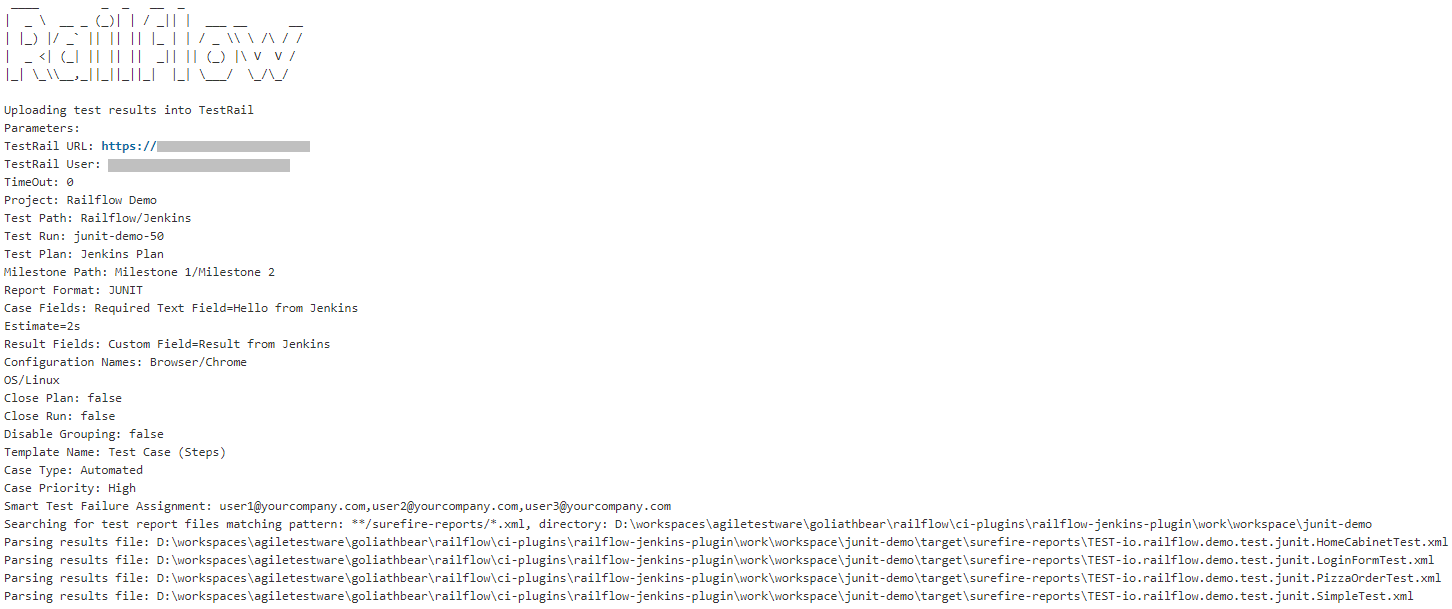 Railflow
Uploading test results into TestRail
Parameters:
TestRail URL: https://
TestRail User:
TimeOut: 0
Project: Railflow Demo
Test Path: Railflow/Jenkins
Test Run: junit-demo-50
Test Plan: Jenkins Plan
Milestone Path: Milestone 1/Milestone 2
Report Format: JUNIT
Case Fields: Required Text Field=Hello from Jenkins
Estimate=2s
Result Fields: Custom Field=Result from Jenkins
Configuration Names: Browser/Chrome
OS/Linux
Close Plan: false
Close Run: false
Disable Grouping: false
Template Name: Test Case (Steps)
Case Type: Automated
Case Priority: High
Smart Test Failure Assignment: user1@yourcompany.com,user2@yourcompany.com,user3@yourcompany.com
Searching for test report files matching pattern: **/surefire-reports/*.xml, directory: D:\workspaces\agiletestware\goliathbear\railflow\ci-plugins\railflow-jenkins-plugin\work\workspace\junit-demo
Parsing results file: D:\workspaces\agiletestware\goliathbear\railflow\ci-plugins\railflow-jenkins-plugin\work\workspace\junit-demo\target\surefire-reports\TEST-io.railflow.demo.test.junit.HomeCabinetTest.xml
Parsing results file: D:\workspaces\agiletestware\goliathbear\railflow\ci-plugins\railflow-jenkins-plugin\work\workspace\junit-demo\target\surefire-reports\TEST-io.railflow.demo.test.junit.LoginFormTest.xml
Parsing results file: D:\workspaces\agiletestware\goliathbear\railflow\ci-plugins\railflow-jenkins-plugin\work\workspace\junit-demo\target\surefire-reports\TEST-io.railflow.demo.test.junit.PizzaOrderTest.xml
Parsing results file: D:\workspaces\agiletestware\goliathbear\railflow\ci-plugins\railflow-jenkins-plugin\work\workspace\junit-demo\target\surefire-reports\TEST-io.railflow.demo.test.junit.SimpleTest.xml